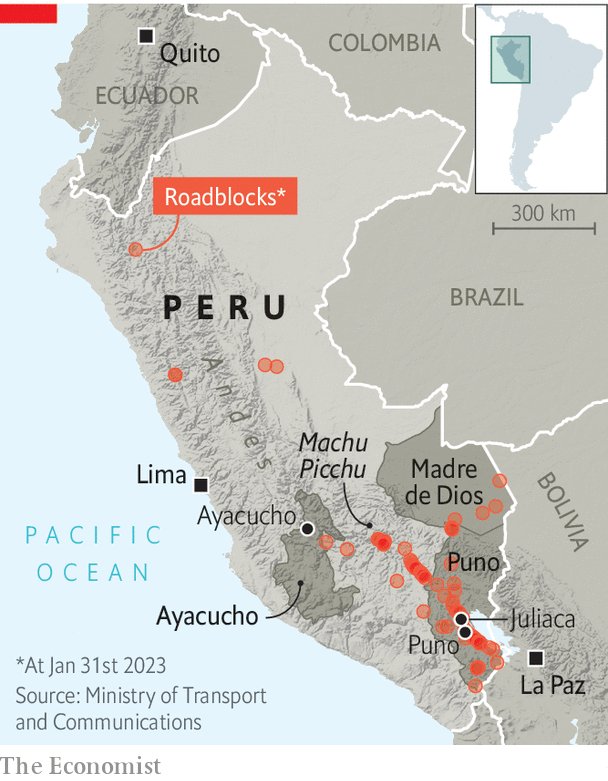 COLOMBIA
Quito
ECUADOR
Roadblocks*
300 km
PERU
BRAZIL
Andes
Machu
Picchu
Lima
Madre
de Dios
BOLIVIA
Ayacucho
PACIFIC
OCEAN
Puno
Ayacucho
Juliaca
Puno
La Paz
*At Jan 31st 2023
Source: Ministry of Transport
and Communications
The Economist